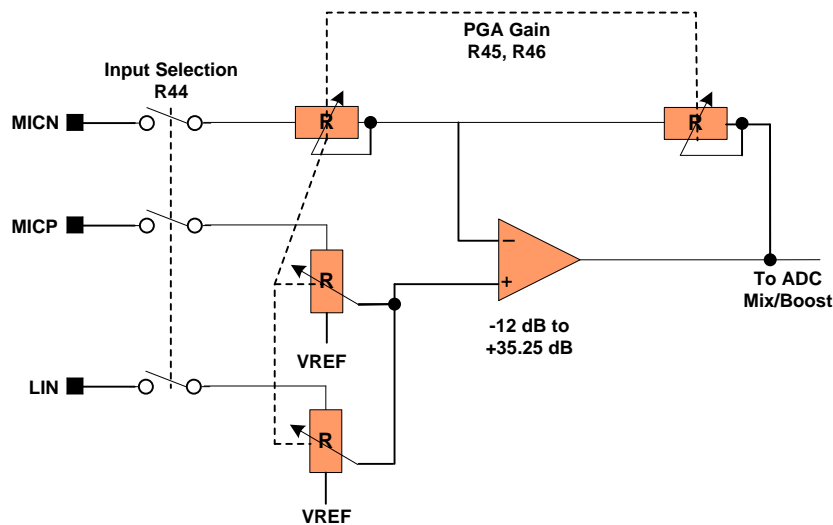 PGA Gain
R45, R46
Input Selection
R44
MICN
R
R
MICP
−
+
R
To ADC
Mix/Boost
-12 dB to
+35.25 dB
VREF
LIN
R
VREF